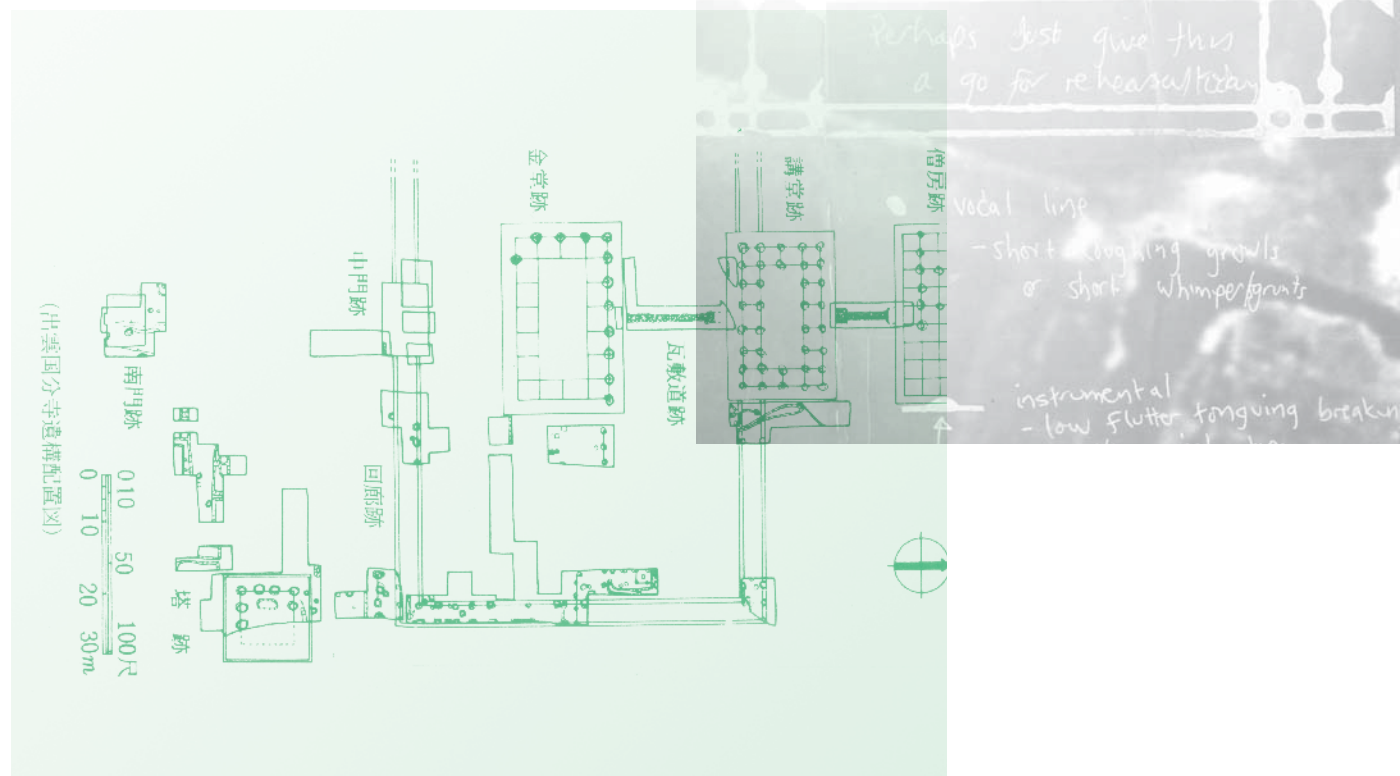 Perhaps just give this
a go for rehearsal today
金堂跡
講堂跡
僧房跡
vocal line
- short coughing growls
or short whimper/grunts
中門跡
瓦敷道跡
南門跡
回廊跡
塔 跡
instrumental
- low flutter tonguing
0 10 50 100尺
0 10 20 30m
国分寺遺構配置図)